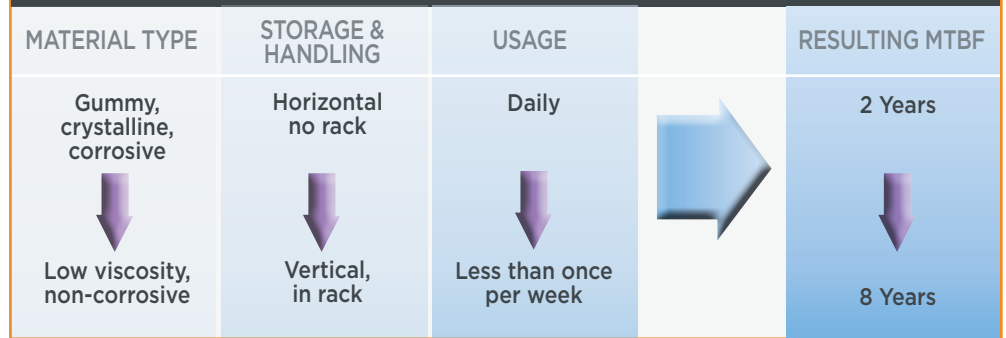 MATERIAL TYPE
STORAGE &
HANDLING
USAGE
RESULTING MTBF
Gummy,
crystalline,
corrosive
Horizontal
no rack
Daily
2 Years
Low viscosity,
non-corrosive
Vertical,
in rack
Less than once
per week
8 Years